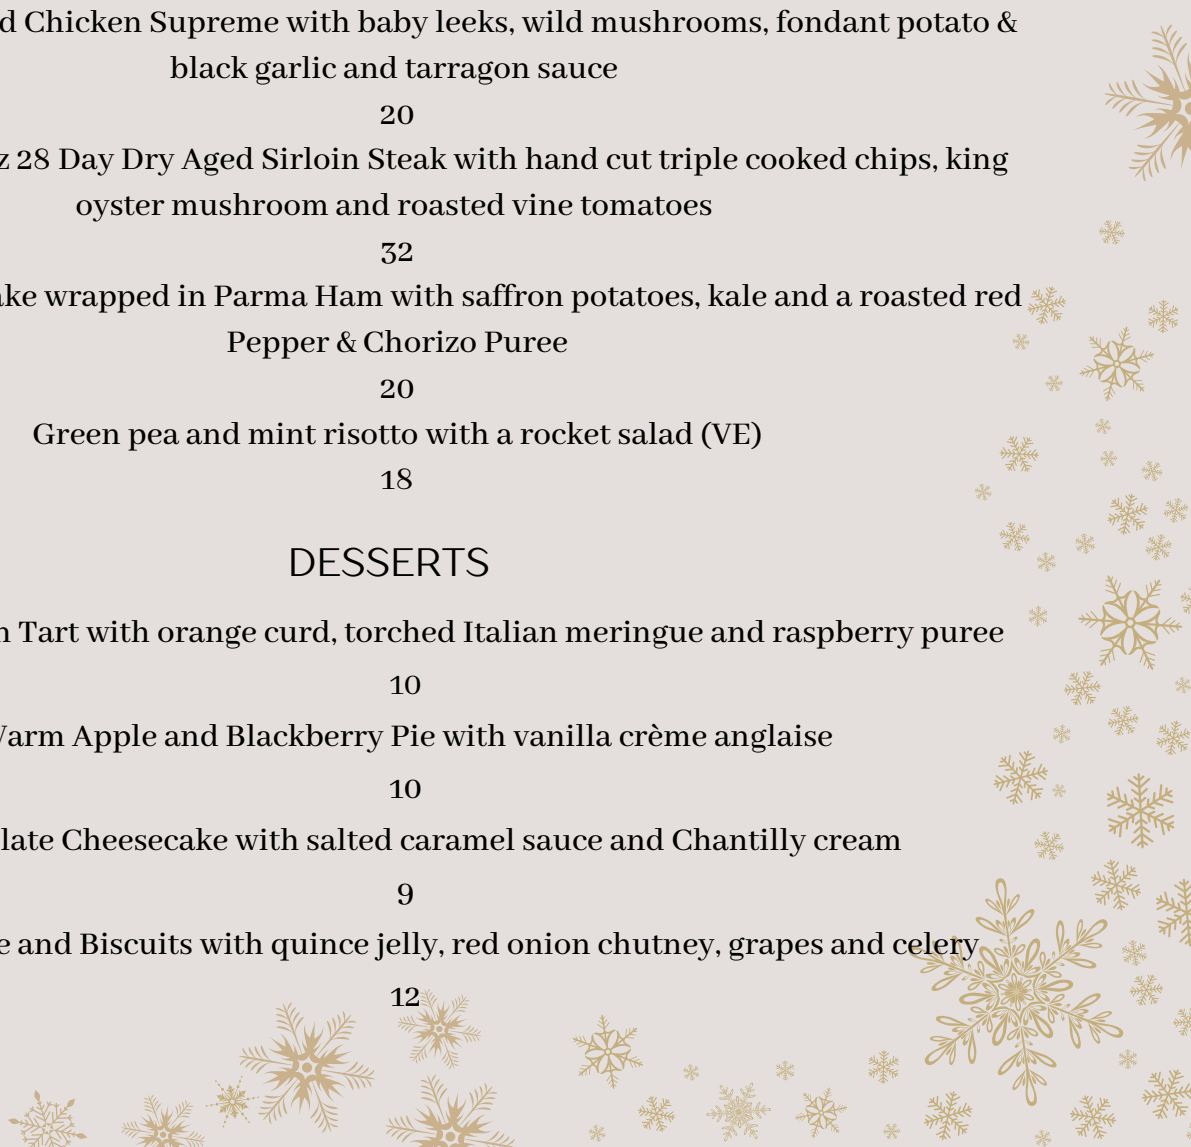 Chicken Supreme with baby leeks, wild mushrooms, fondant potato &
black garlic and tarragon sauce
20
28 Day Dry Aged Sirloin Steak with hand cut triple cooked chips, king
oyster mushroom and roasted vine tomatoes
32
wrapped in Parma Ham with saffron potatoes, kale and a roasted red
Pepper & Chorizo Puree
20
Green pea and mint risotto with a rocket salad (VE)
18
DESSERTS
Tart with orange curd, torched Italian meringue and raspberry puree
10
Apple and Blackberry Pie with vanilla crème anglaise
10
Cheesecake with salted caramel sauce and Chantilly cream
9
and Biscuits with quince jelly, red onion chutney, grapes and celery
12